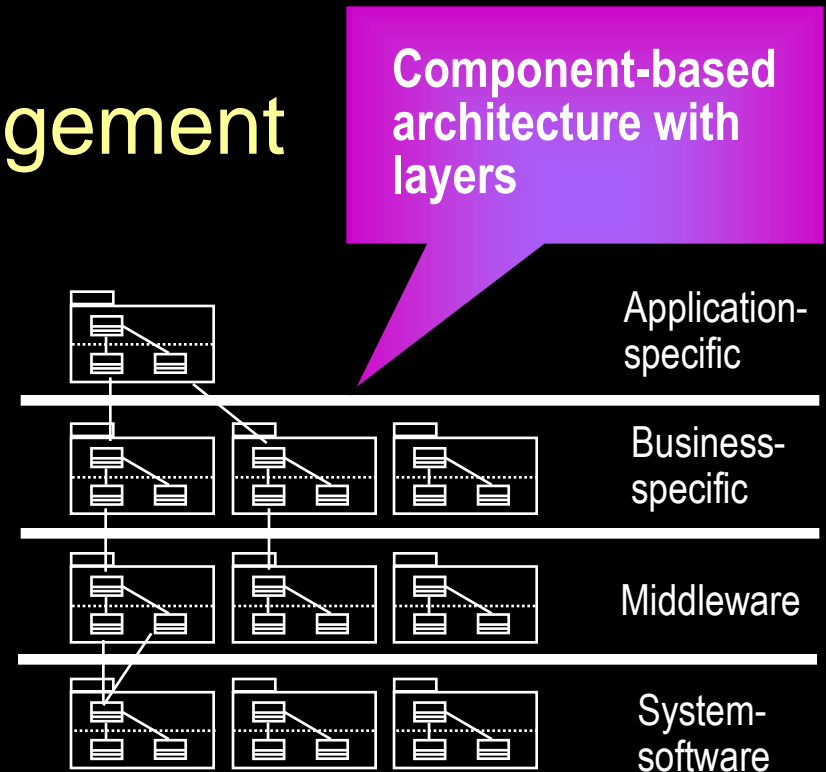 gement
Component-based
architecture with
layers
Application-
specific
Business-
specific
Middleware
System-
software